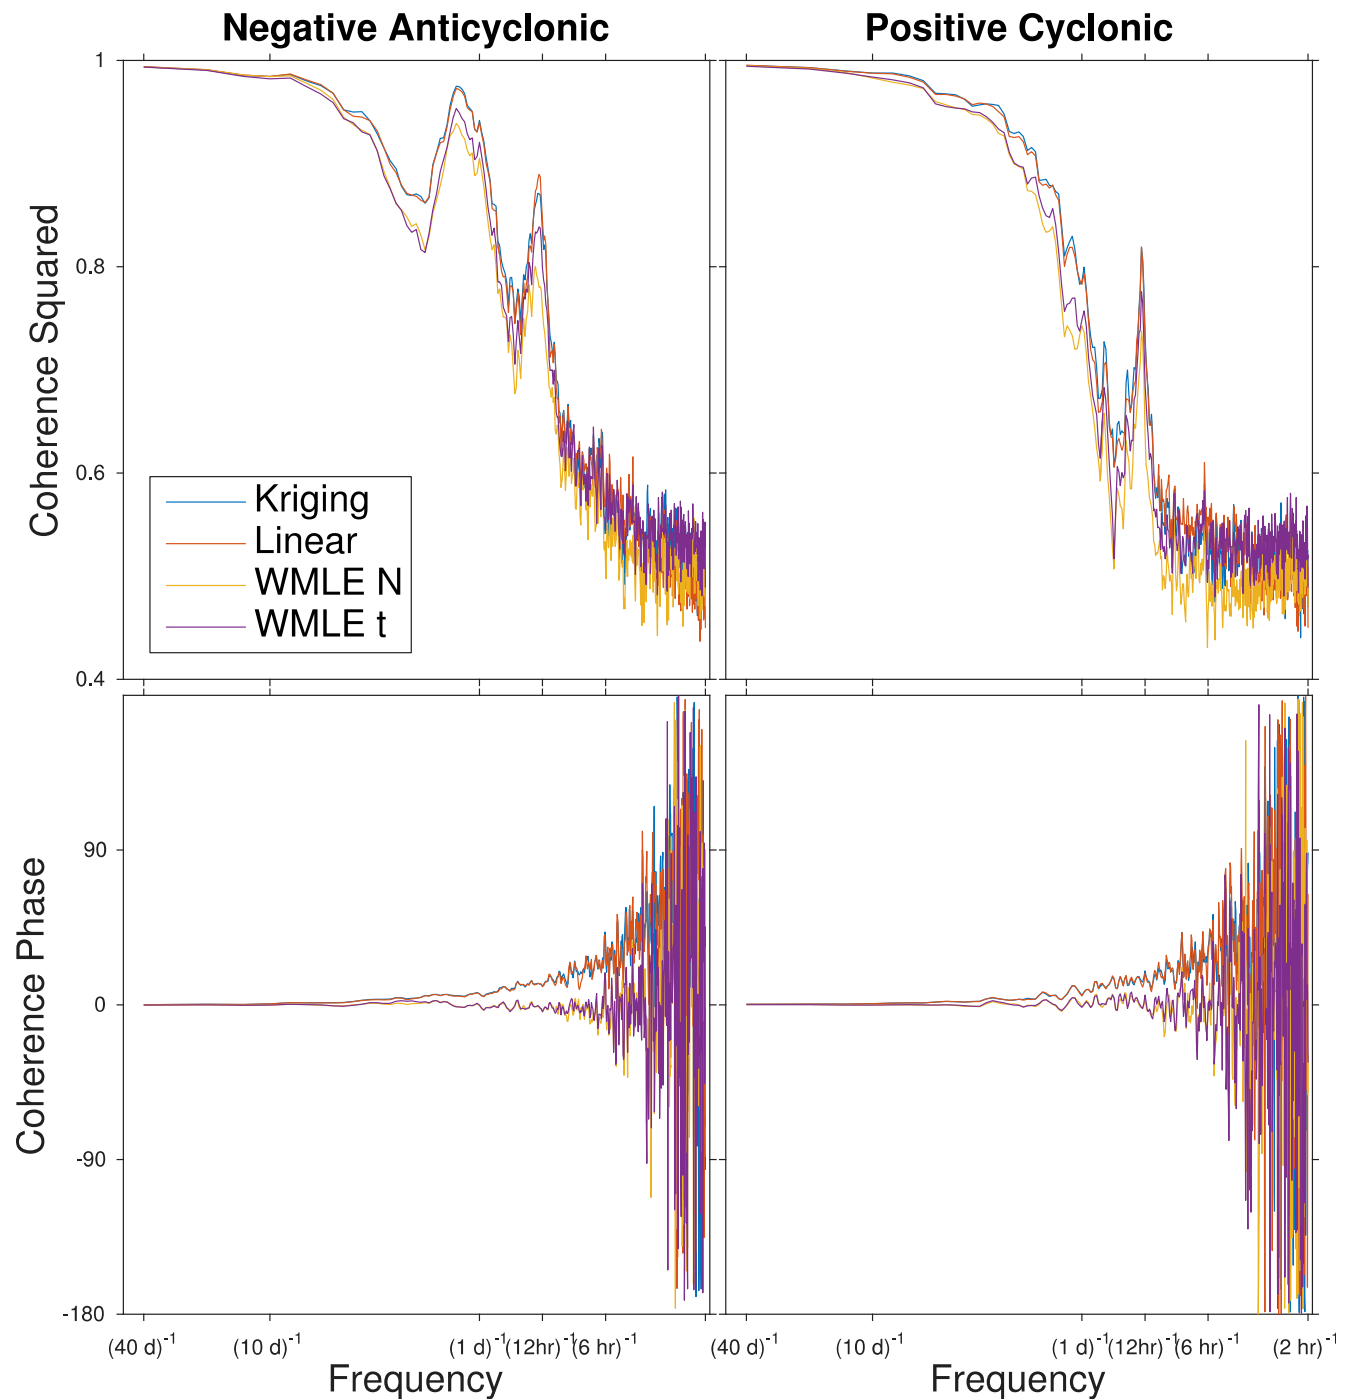 Negative Anticyclonic
Positive Cyclonic
Coherence Squared
1
0.8
0.6
0.4
Kriging
Linear
WMLE N
WMLE t
Coherence Phase
90
0
-90
-180
(40 d)⁻¹ (10 d)⁻¹ (1 d)⁻¹ (12hr)⁻¹ (6 hr)⁻¹
(40 d)⁻¹ (10 d)⁻¹ (1 d)⁻¹ (12hr)⁻¹ (6 hr)⁻¹ (2 hr)⁻¹
Frequency
Frequency